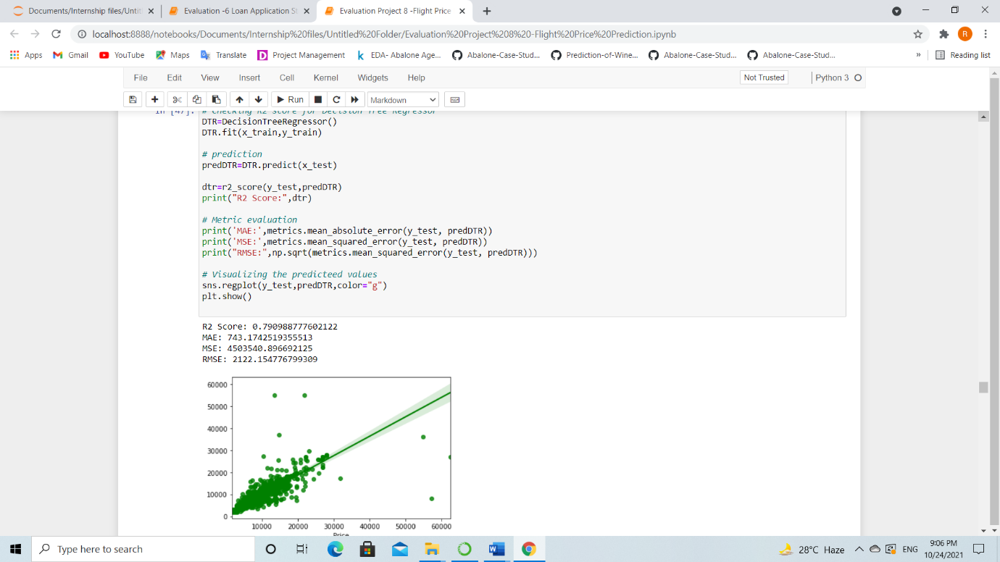 Documents/Internship files/Untit
Evaluation -6 Loan Application St
Evaluation Project 8 -Flight Price
localhost:8888/notebooks/Documents/Internship%20files/Untitled%20Folder/Evaluation%20Project%208%20-Flight%20Price%20Prediction.ipynb
R
Apps
Gmail
YouTube
Maps
Translate
Project Management
EDA- Abalone Age...
Abalone-Case-Stud...
Prediction-of-Wine...
Abalone-Case-Stud...
Abalone-Case-Stud...
»
Reading list
File Edit View Insert Cell Kernel Widgets Help
Not Trusted
Python 3
Run
Markdown
In [47]: # Checking R2 score for Decision Tree Regressor
DTR=DecisionTreeRegressor()
DTR.fit(x_train,y_train)
# prediction
predDTR=DTR.predict(x_test)
dtr=r2_score(y_test,predDTR)
print("R2 Score:",dtr)
# Metric evaluation
print('MAE:',metrics.mean_absolute_error(y_test, predDTR))
print('MSE:',metrics.mean_squared_error(y_test, predDTR))
print("RMSE:",np.sqrt(metrics.mean_squared_error(y_test, predDTR)))
# Visualizing the predicteed values
sns.regplot(y_test,predDTR,color="g")
plt.show()
R2 Score: 0.790988777602122
MAE: 743.1742519355513
MSE: 4503540.896692125
RMSE: 2122.154776799309
60000
50000
40000
30000
20000
10000
0
10000 20000 30000 40000 50000 60000
Price
Type here to search
28°C Haze
ENG
9:06 PM
10/24/2021